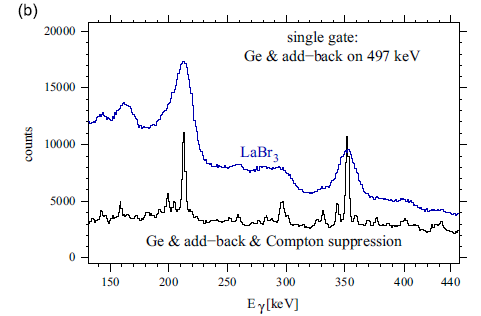 (b)
single gate:
Ge & add−back on 497 keV
20000
15000
10000
5000
0
counts
LaBr3
Ge & add−back & Compton suppression
150 200 250 300 350 400 440
Eγ[keV]